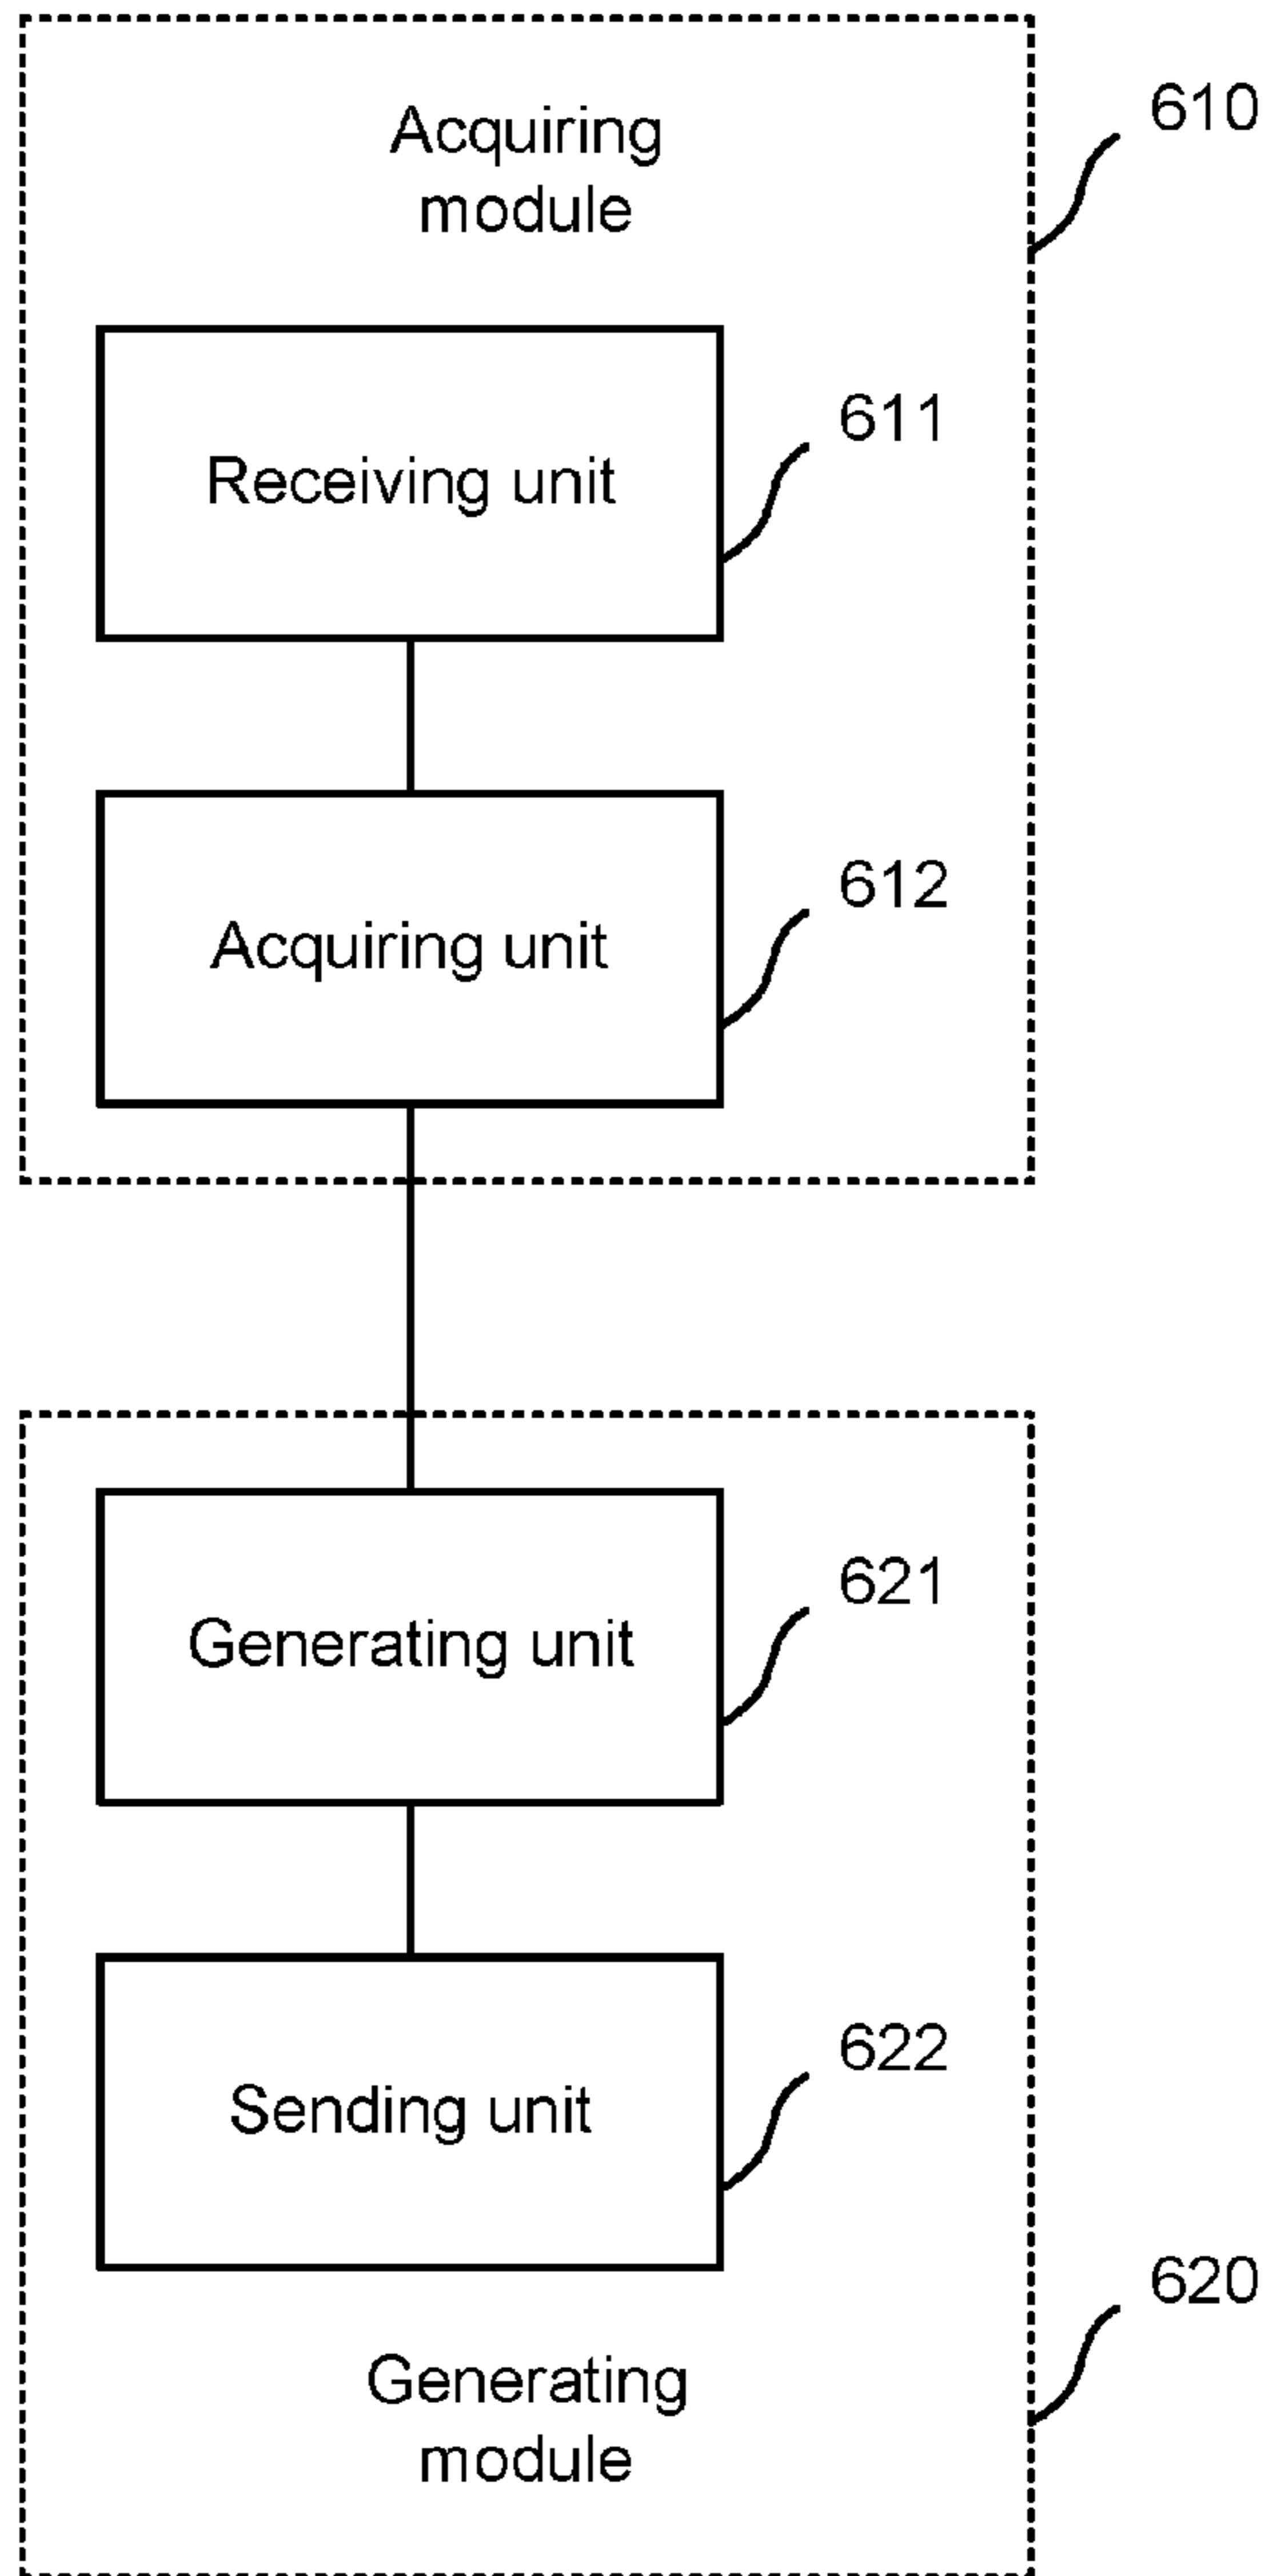 610
Acquiring
module
611
Receiving unit
612
Acquiring unit
621
Generating unit
622
Sending unit
620
Generating
module